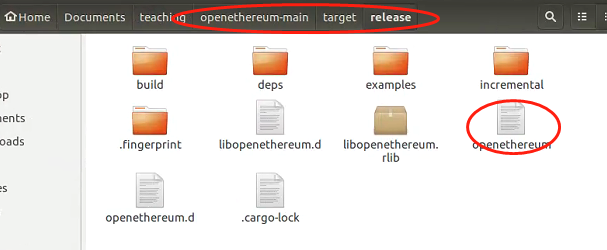 Home Documents teaching openethereum-main target release
build deps examples incremental
.fingerprint libopenethereum.d libopenethereum.
rlib openethereum
openethereum.d .cargo-lock
op
ments
oads
es